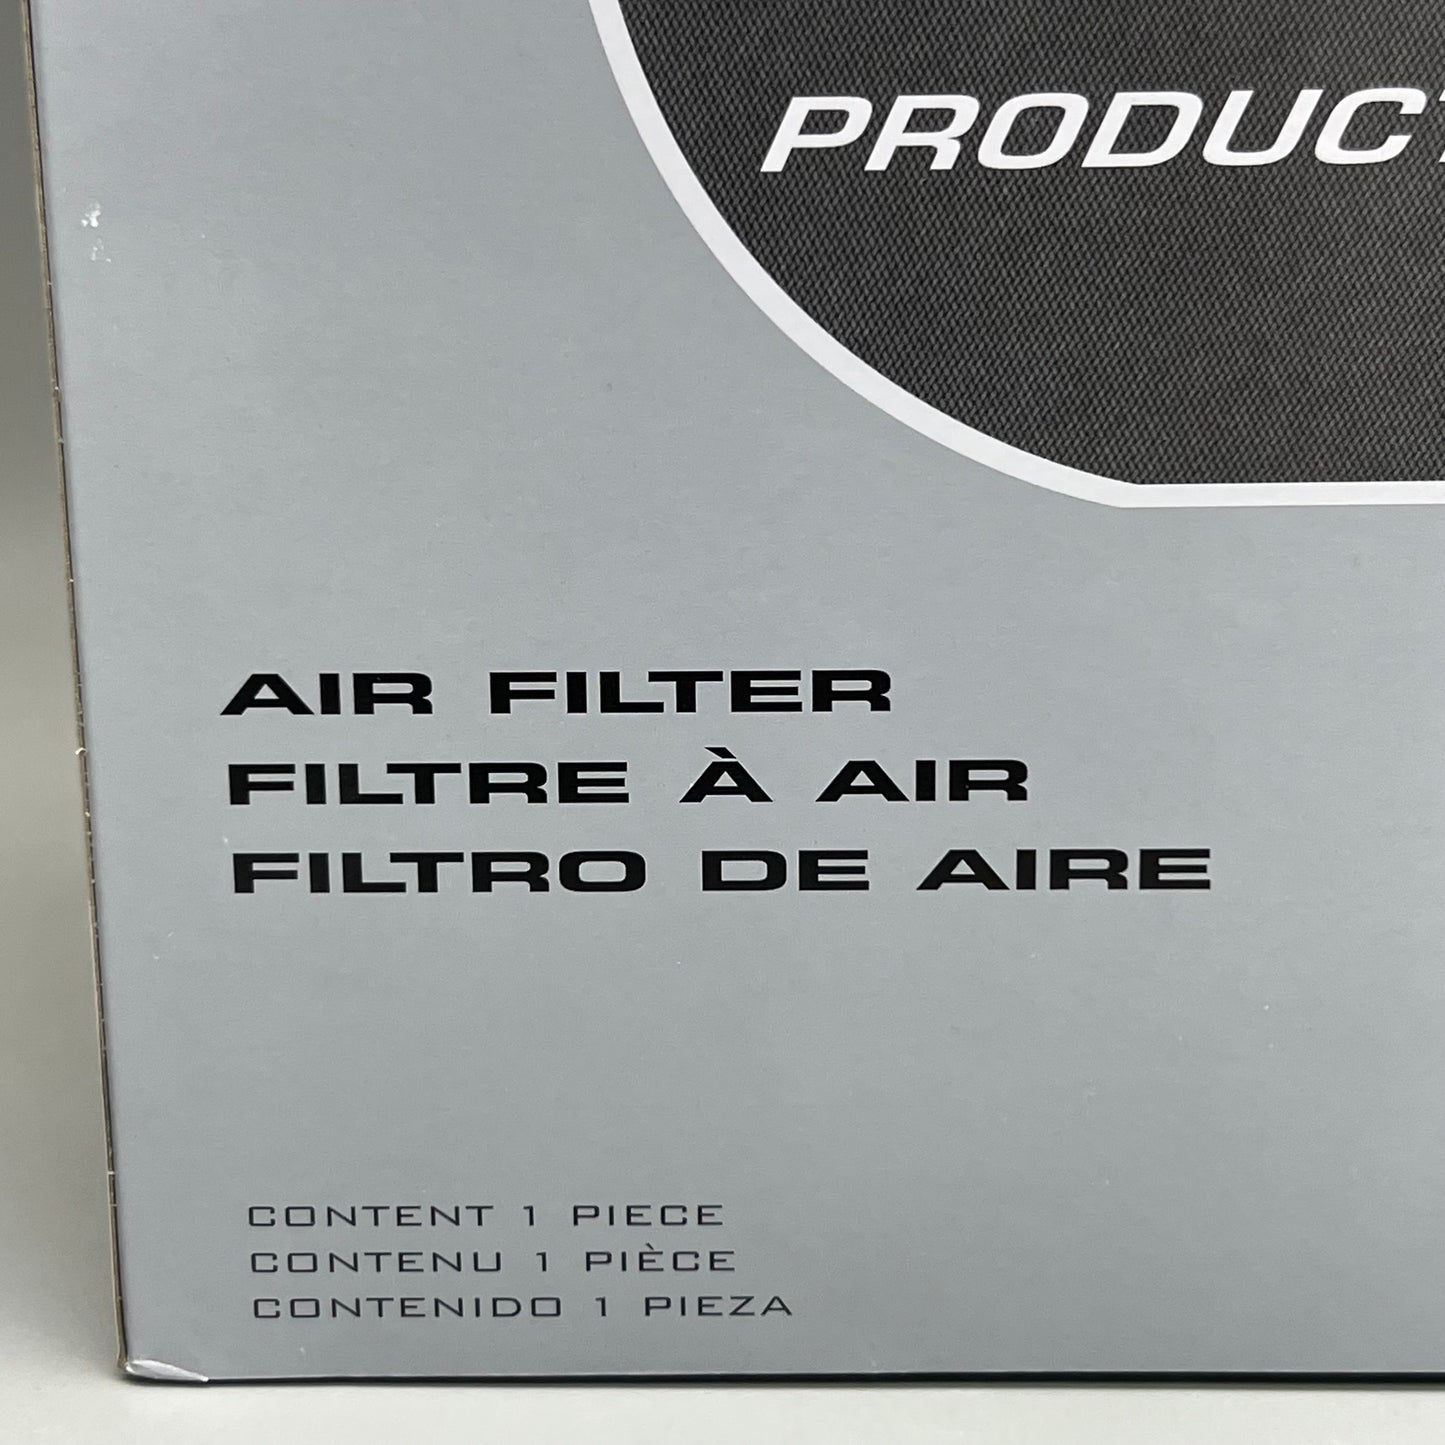 PRODUCT
AIR FILTER
FILTRE À AIR
FILTRO DE AIRE
CONTENT 1 PIECE
CONTENU 1 PIÈCE
CONTENIDO 1 PIEZA